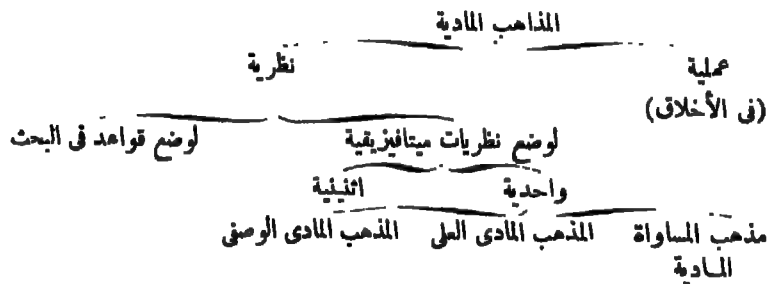 المذاهب المادية
عملية نظرية
(فى الأخلاق)
لوضع نظريات ميتافيزيقية لوضع قواعد فى البحث
واحدية اثنينية
مذهب المساواة المذهب المادى العلى المذهب المادى الوصفى
المادية